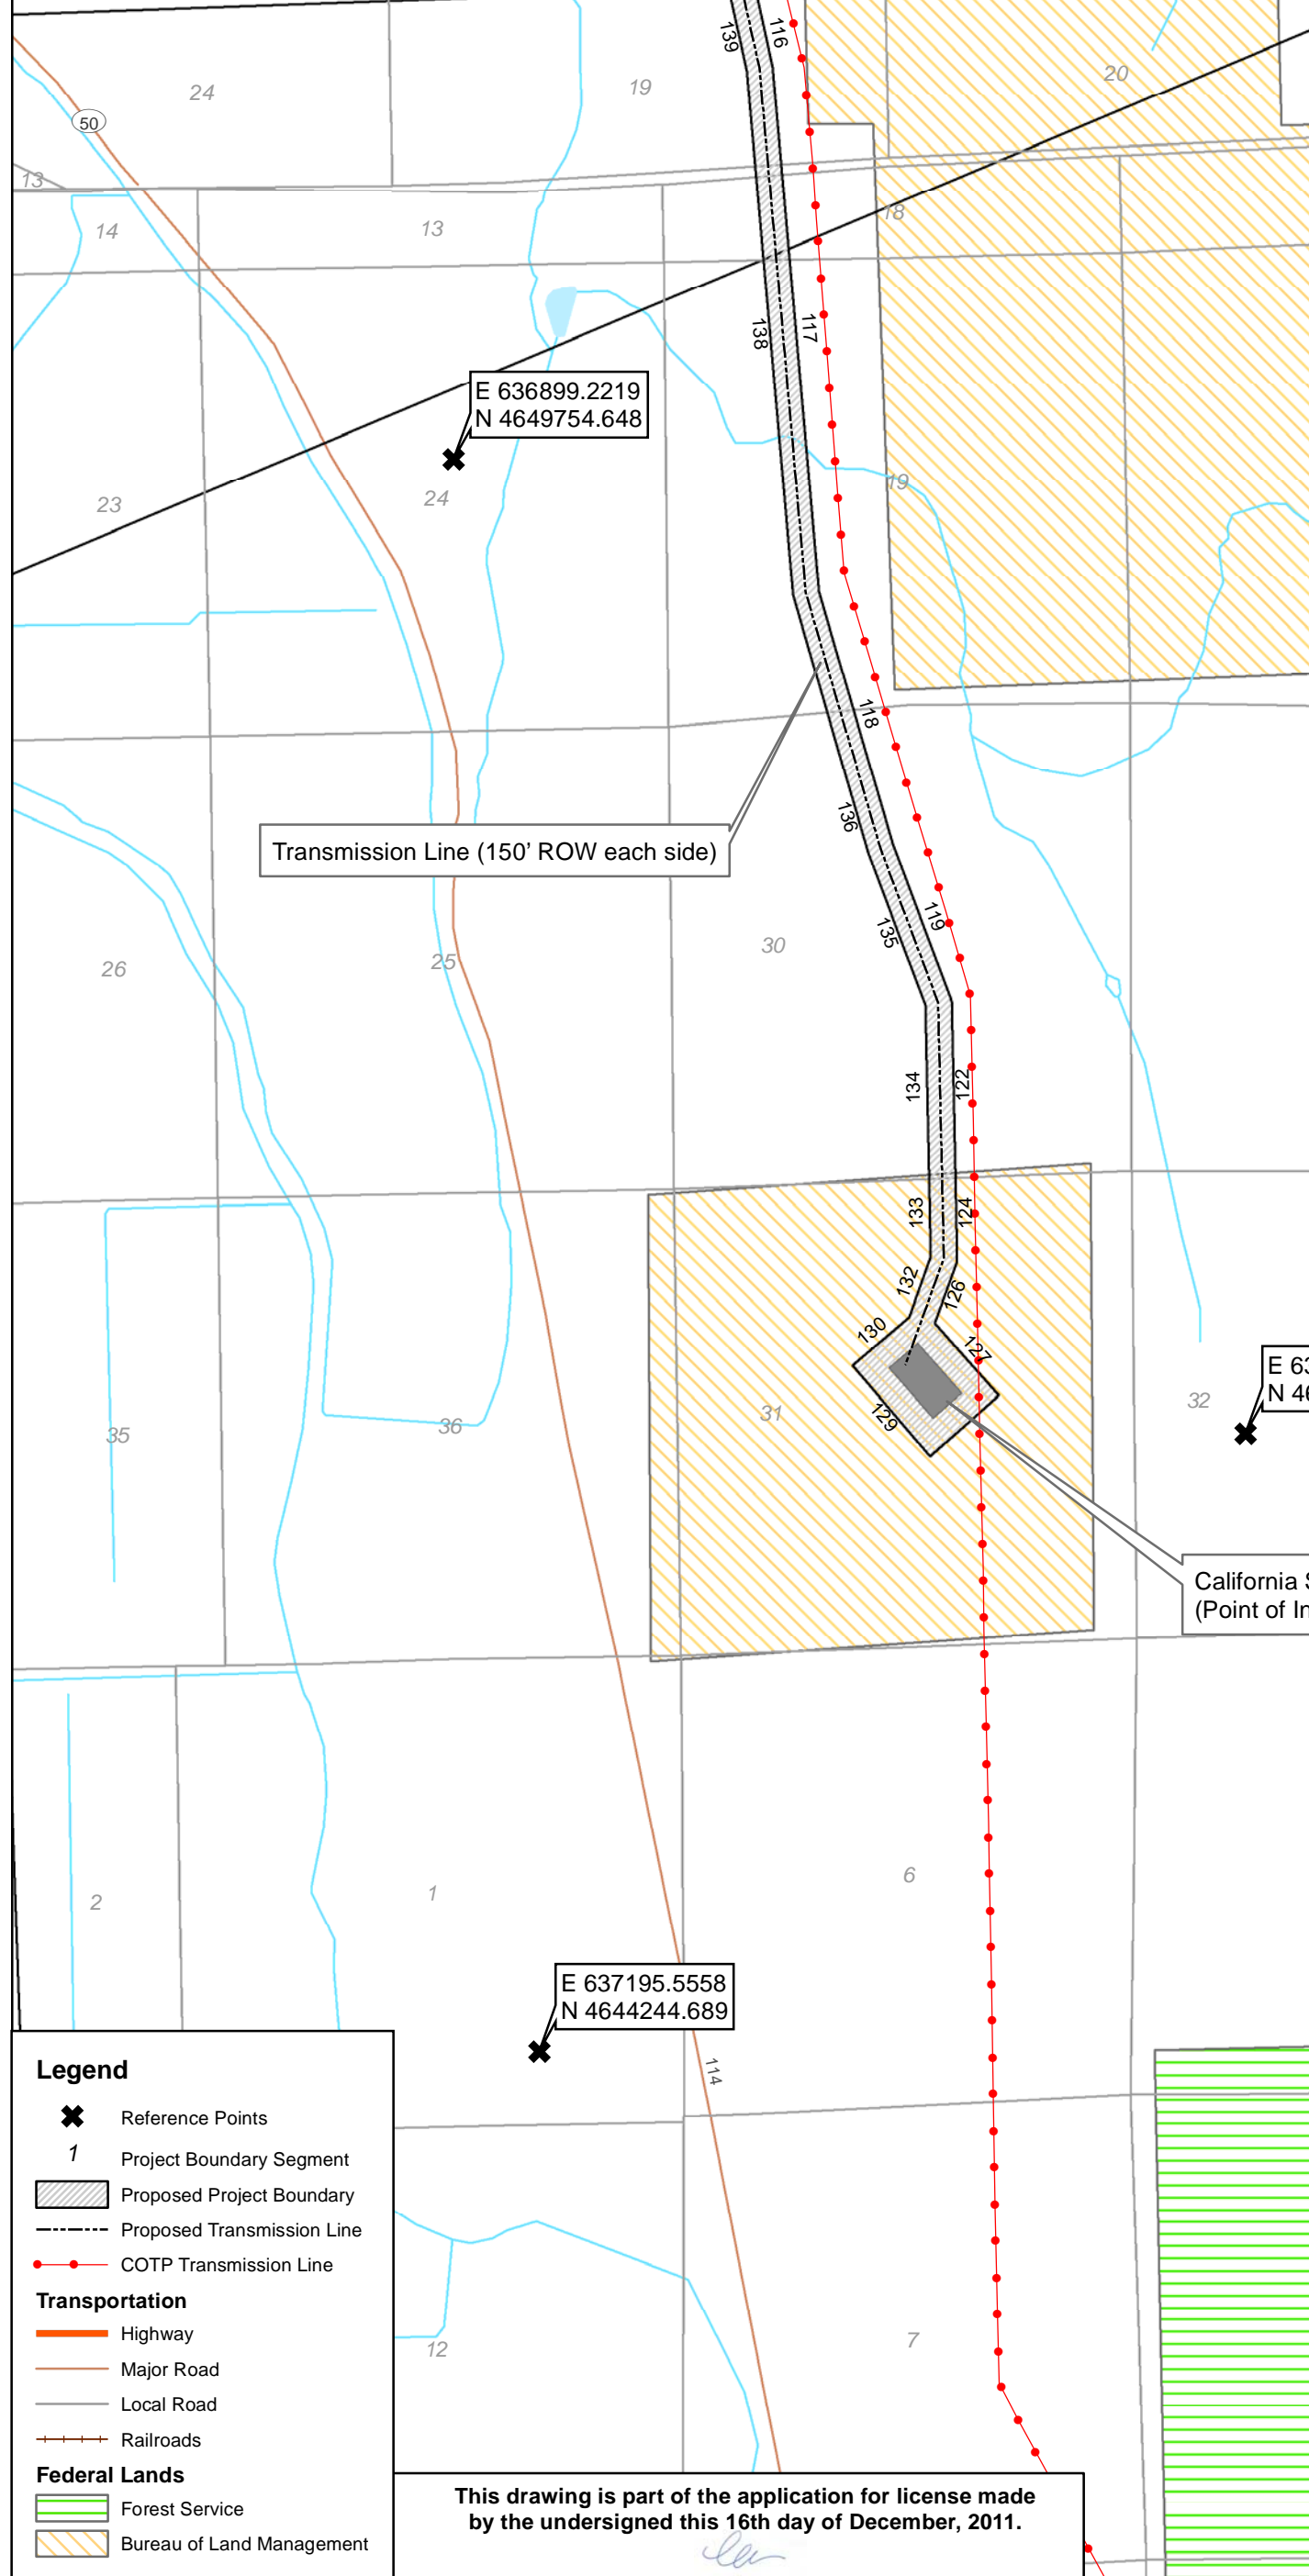 139
116
24
19
20
50
13
14
13
18
138
117
E 636899.2219
N 4649754.648
23
24
19
118
136
Transmission Line (150’ ROW each side)
119
135
30
26
25
134
122
133
124
132
126
130
127
E 63
N 46
32
31
129
35
36
California S
(Point of In
6
2
1
E 637195.5558
N 4644244.689
114
Legend
Reference Points
1 Project Boundary Segment
Proposed Project Boundary
Proposed Transmission Line
COTP Transmission Line
Transportation
Highway
Major Road
Local Road
Railroads
Federal Lands
Forest Service
Bureau of Land Management
12
7
This drawing is part of the application for license made
by the undersigned this 16th day of December, 2011.